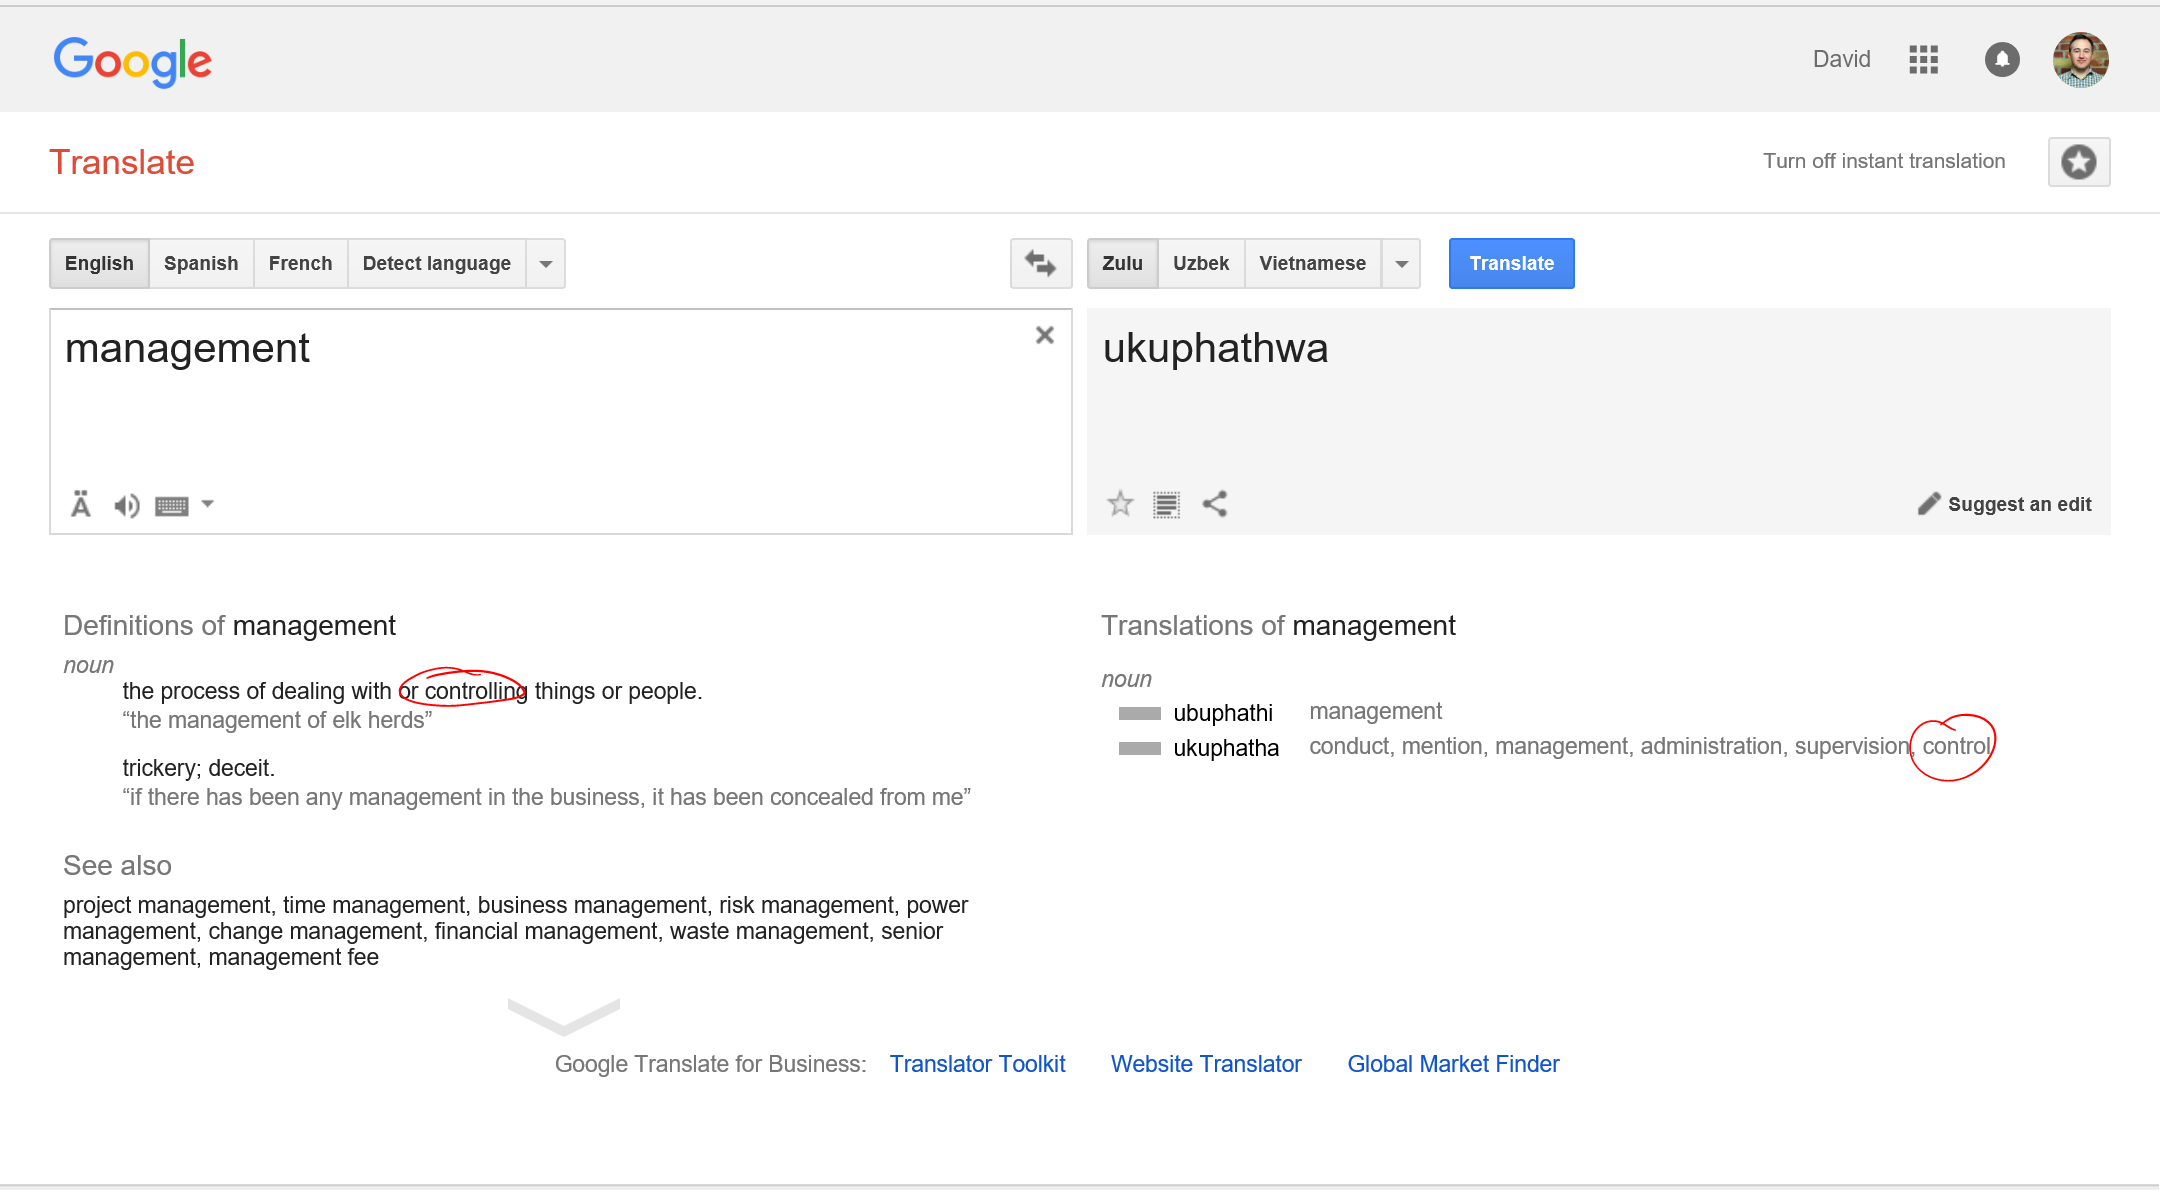 Google
David
Translate
Turn off instant translation
English Spanish French Detect language
Zulu Uzbek Vietnamese Translate
management
ukuphathwa
Ä
Suggest an edit
Definitions of management
noun
the process of dealing with or controlling things or people.
“the management of elk herds”
trickery; deceit.
“if there has been any management in the business, it has been concealed from me”
See also
project management, time management, business management, risk management, power
management, change management, financial management, waste management, senior
management, management fee
Translations of management
noun
ubuphathi management
ukuphatha conduct, mention, management, administration, supervision, control
Google Translate for Business: Translator Toolkit Website Translator Global Market Finder